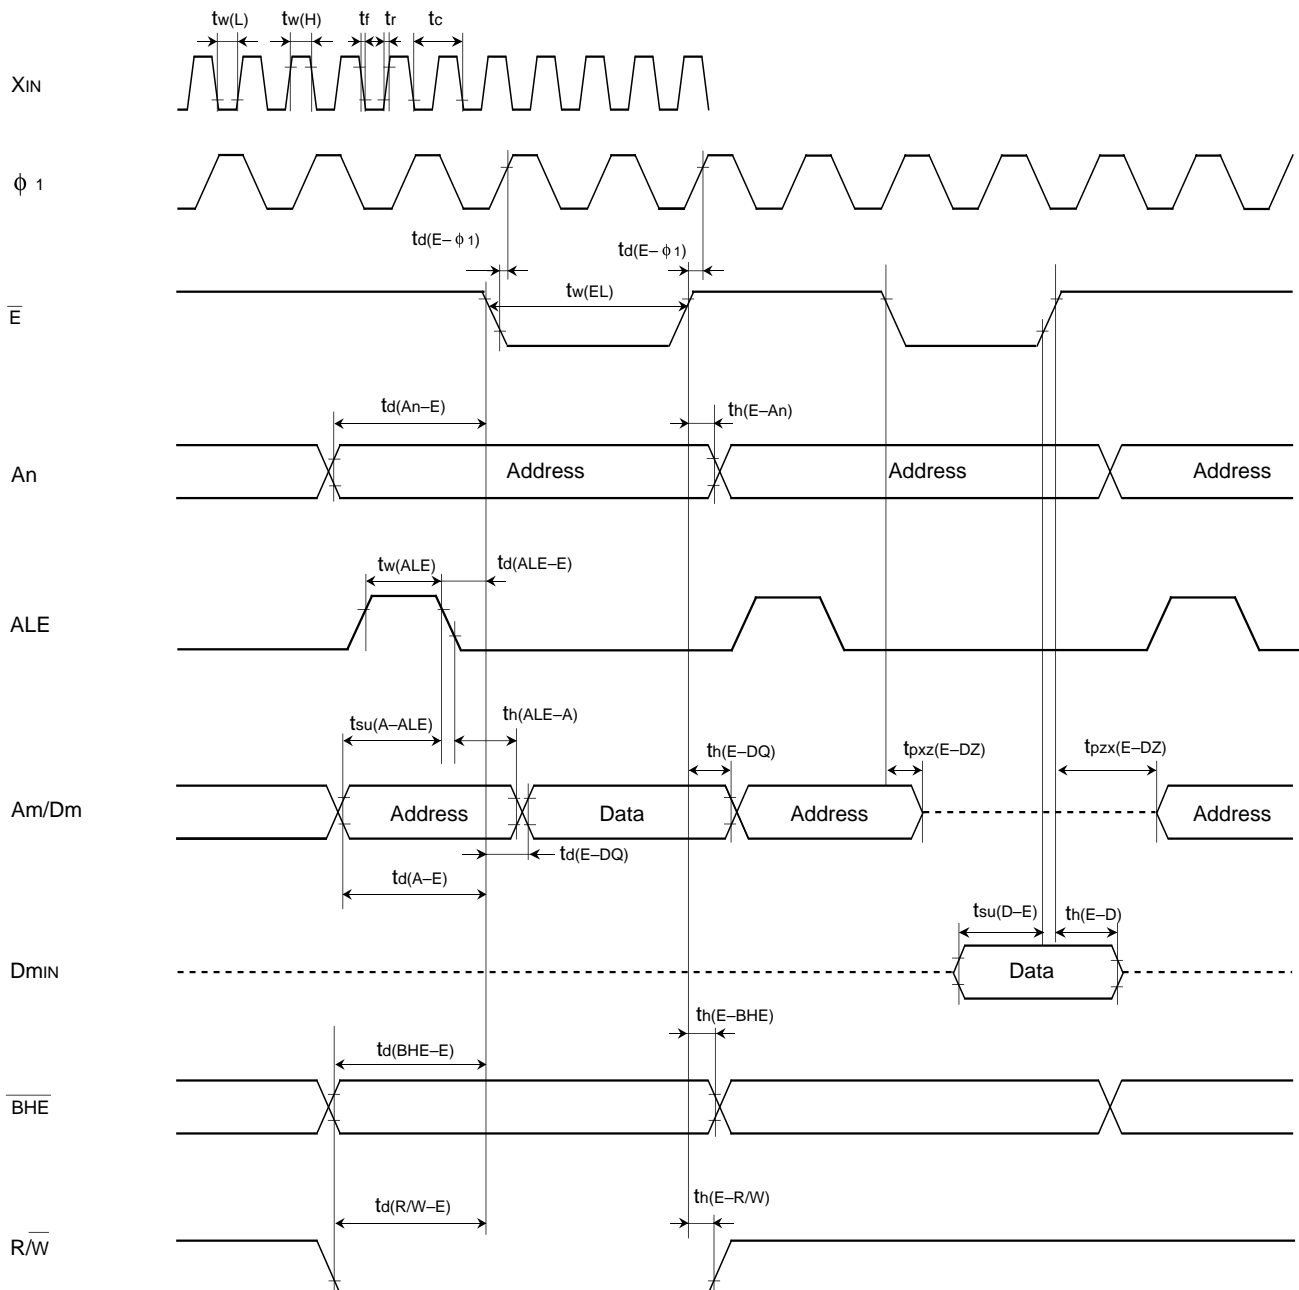 tw(L) tw(H) tf tr tc
XIN
ϕ 1
td(E–ϕ1) td(E–ϕ1)
tw(EL)
E
td(An–E) th(E–An)
An Address Address Address
tw(ALE) td(ALE–E)
ALE
tsu(A–ALE) th(ALE–A) th(E–DQ) tpxz(E–DZ) tpzx(E–DZ)
Am/Dm Address Data Address Address
td(E–DQ)
td(A–E)
tsu(D–E) th(E–D)
DmIN Data
th(E–BHE)
td(BHE–E)
BHE
td(R/W–E) th(E–R/W)
R/W